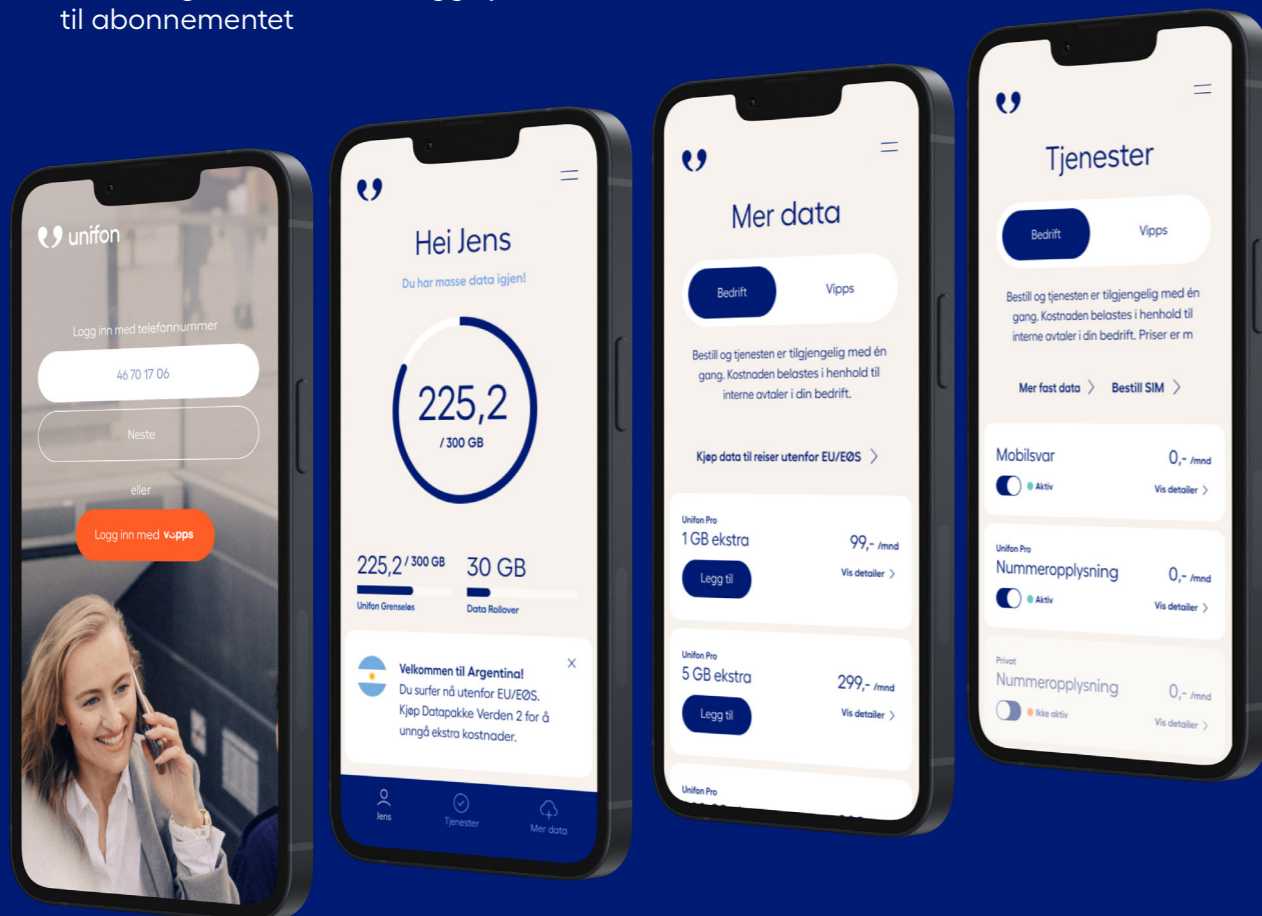 til abonnementet
unifon
Logg inn med telefonnummer
46 70 17 06
Neste
eller
Logg inn med vipps
Hei Jens
Du har masse data igjen!
225,2
/ 300 GB
225,2 / 300 GB
30 GB
Unifon Grenseløs
Data Rollover
Velkommen til Argentina!
X
Du surfer nå utenfor EU/EØS.
Kjøp Datapakke Verden 2 for å
unngå ekstra kostnader.
Jens
Tjenester
Mer data
Mer data
Bedrift
Vipps
Bestill og tjenesten er tilgjengelig med én
gang. Kostnaden belastes i henhold til
interne avtaler i din bedrift.
Kjøp data til reiser utenfor EU/EØS >
Unifon Pro
1 GB ekstra
99,- /mnd
Legg til
Vis detailer >
Unifon Pro
5 GB ekstra
299,- /mnd
Legg til
Vis detailer >
Unifon Pro
Tjenester
Bedrift
Vipps
Bestill og tjenesten er tilgjengelig med én
gang. Kostnaden belastes i henhold til
interne avtaler i din bedrift. Priser er m
Mer fast data >
Bestill SIM >
Mobilsvar
0,- /mnd
Aktiv
Vis detailer >
Unifon Pro
Nummeropplysning
0,- /mnd
Aktiv
Vis detailer >
Privat
Nummeropplysning
0,- /mnd
Ikke aktiv
Vis detailer >